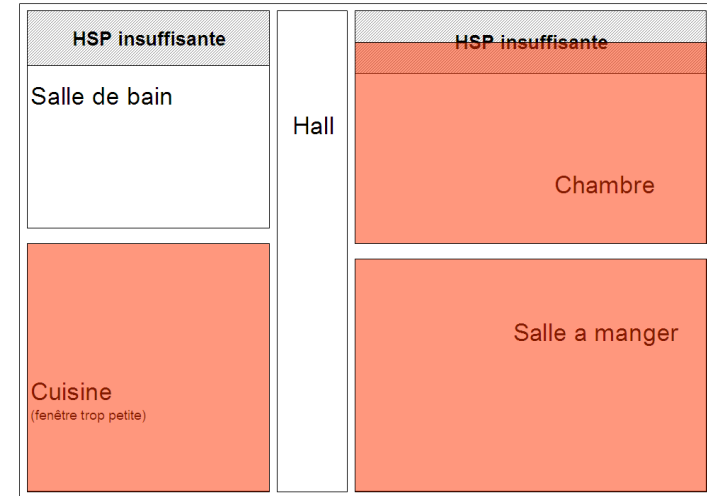 HSP insuffisante
HSP insuffisante
Salle de bain
Hall
Chambre
Salle a manger
Cuisine
(fenêtre trop petite)